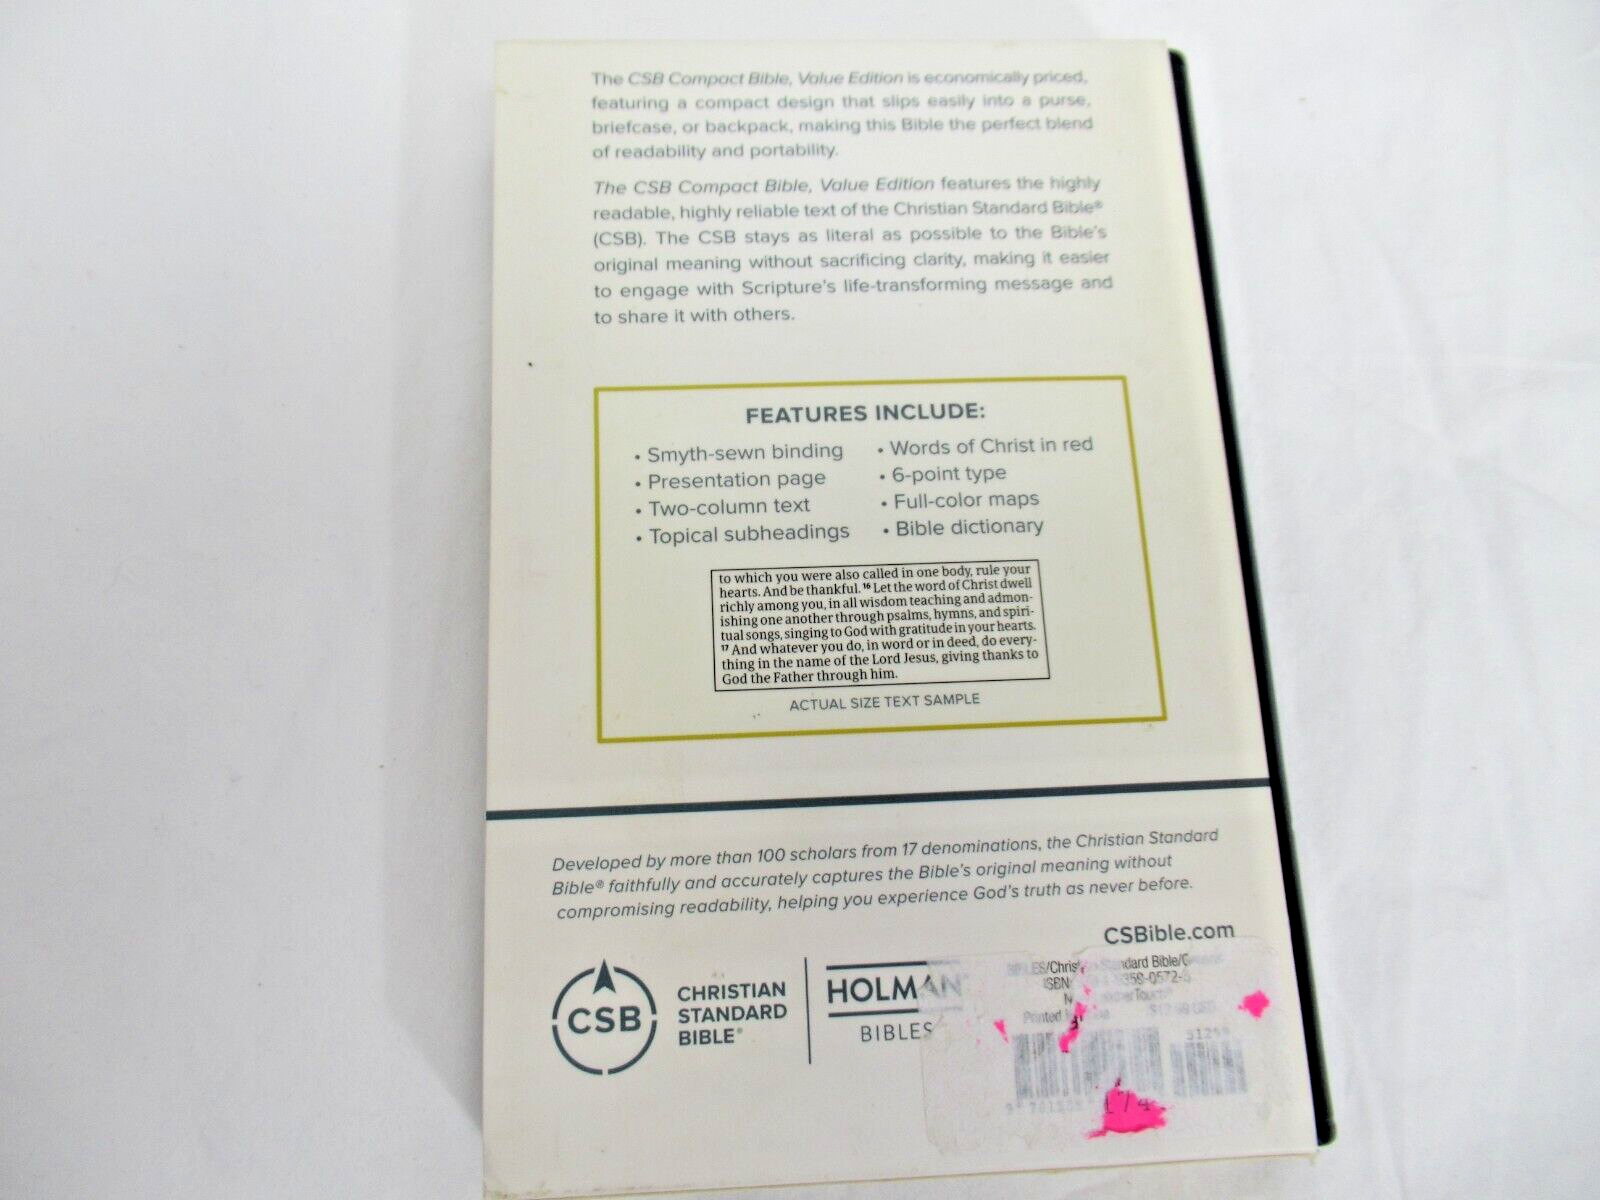 The CSB Compact Bible, Value Edition is economically priced,
featuring a compact design that slips easily into a purse,
briefcase, or backpack, making this Bible the perfect blend
of readability and portability.
The CSB Compact Bible, Value Edition features the highly
readable, highly reliable text of the Christian Standard Bible®
(CSB). The CSB stays as literal as possible to the Bible's
original meaning without sacrificing clarity, making it easier
to engage with Scripture's life-transforming message and
to share it with others.
FEATURES INCLUDE:
• Smyth-sewn binding
• Presentation page
• Two-column text
• Topical subheadings
• Words of Christ in red
• 6-point type
• Full-color maps
• Bible dictionary
to which you were also called in one body, rule your
hearts. And be thankful. ¹⁶ Let the word of Christ dwell
richly among you, in all wisdom teaching and admon-
ishing one another through psalms, hymns, and spiri-
tual songs, singing to God with gratitude in your hearts.
¹⁷ And whatever you do, in word or in deed, do every-
thing in the name of the Lord Jesus, giving thanks to
God the Father through him.
ACTUAL SIZE TEXT SAMPLE
Developed by more than 100 scholars from 17 denominations, the Christian Standard
Bible® faithfully and accurately captures the Bible's original meaning without
compromising readability, helping you experience God's truth as never before.
CSBible.com
CSB
CHRISTIAN
STANDARD
BIBLE®
HOLMAN
BIBLES
Bible/
Printed
174